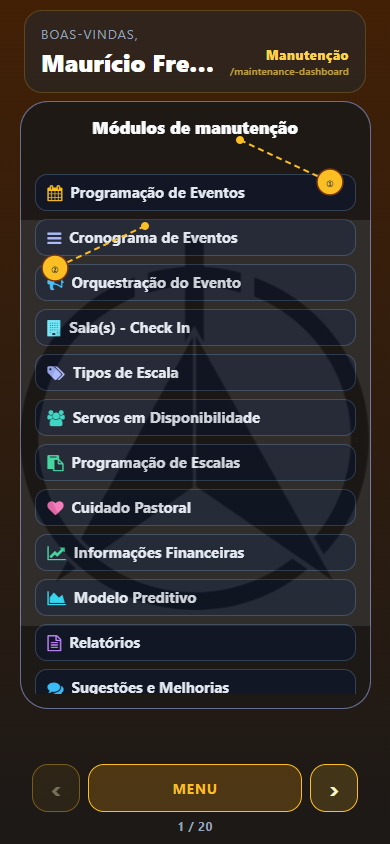 BOAS-VINDAS,
Maurício Fre...
Manutenção
/maintenance-dashboard
Módulos de manutenção
①
Programação de Eventos
Cronograma de Eventos
②
Orquestração do Evento
Sala(s) - Check In
Tipos de Escala
Servos em Disponibilidade
Programação de Escalas
Cuidado Pastoral
Informações Financeiras
Modelo Preditivo
Relatórios
Sugestões e Melhorias
‹
MENU
›
1 / 20